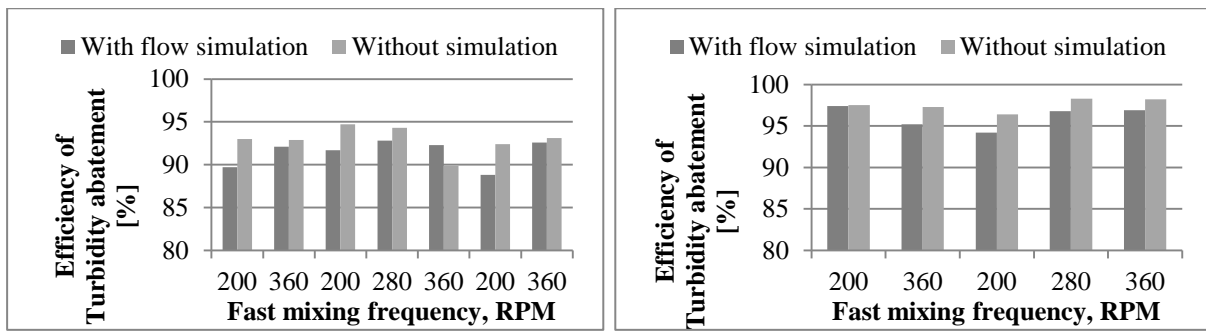 With flow simulation Without simulation
100
95
90
85
80
Efficiency of
Turbidity abatement
[%]
200 360 200 280 360 200 360
Fast mixing frequency, RPM
With flow simulation Without simulation
100
95
90
85
80
Efficiency of
Turbidity abatement
[%]
200 360 200 280 360
Fast mixing frequency, RPM